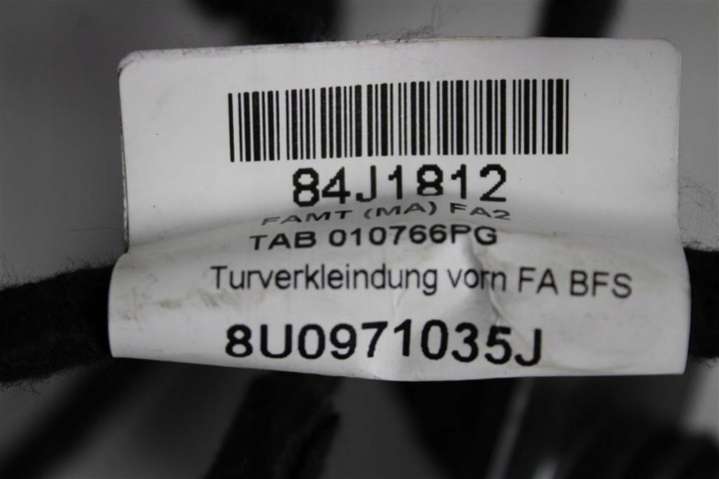 84J1812
FAMT (MA) FA2
TAB 010766PG
Turverkleindung vorn FA BFS
8U0971035J